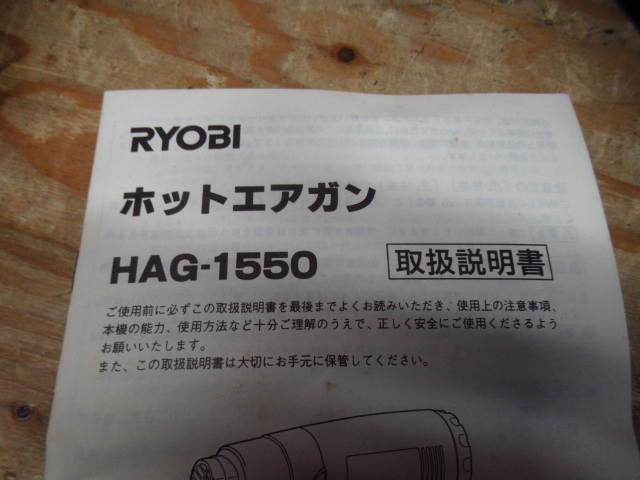 RYOBI
ホットエアガン
HAG-1550
取扱説明書
ご使用前に必ずこの取扱説明書を最後までよくお読みいただき、使用上の注意事項、
本機の能力、使用方法など十分ご理解のうえで、正しく安全にご使用くださるよう
お願いいたします。
また、この取扱説明書は大切にお手元に保管してください。